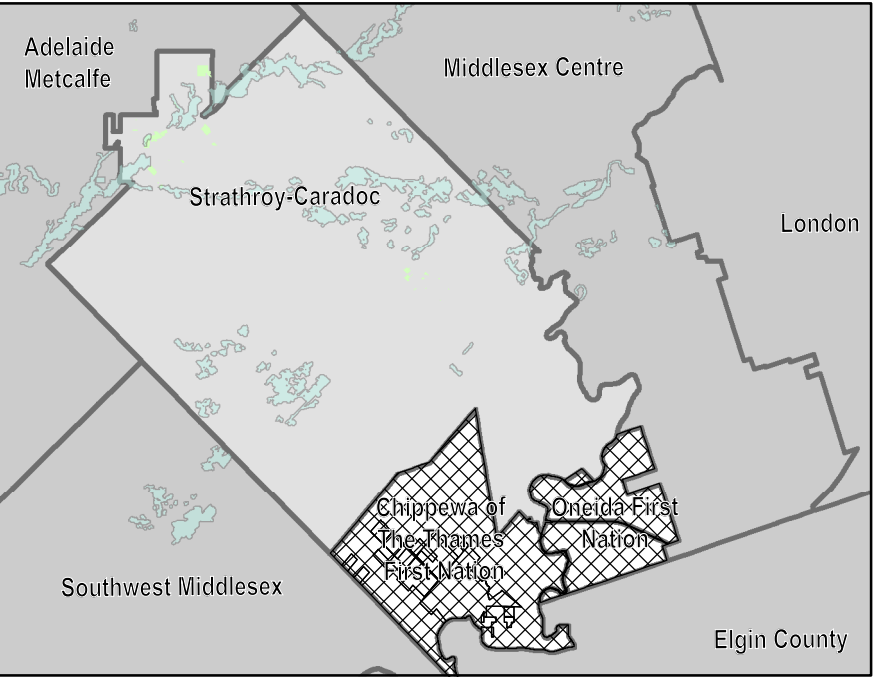 Adelaide
Metcalfe
Middlesex Centre
Strathroy-Caradoc
London
Chippewa of
The Thames
First Nation
Oneida First
Nation
Southwest Middlesex
Elgin County